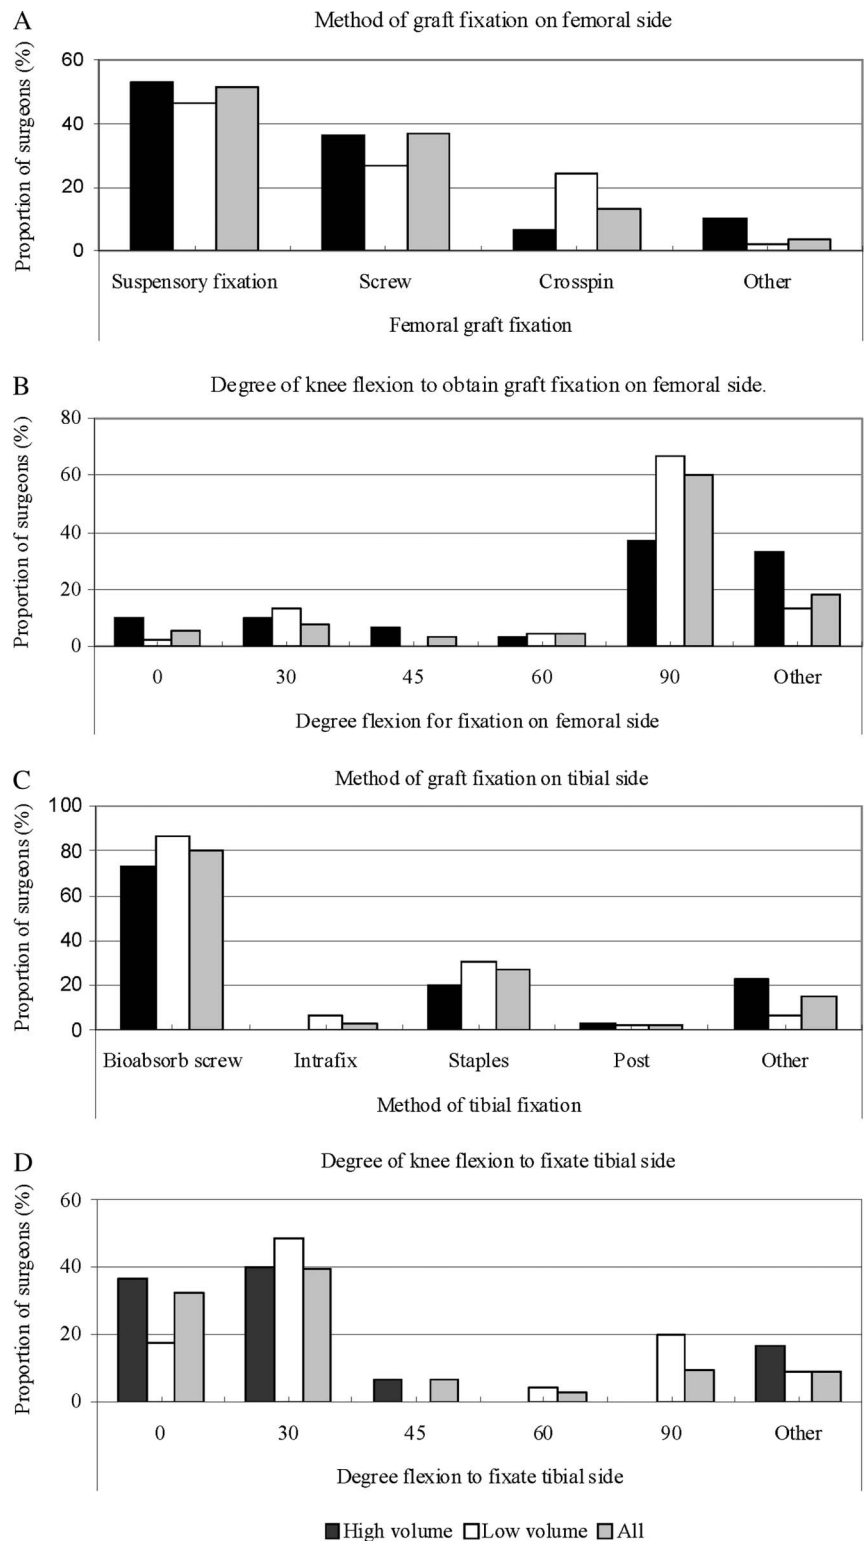 A
Method of graft fixation on femoral side
Proportion of surgeons (%)
60
40
20
0
Suspensory fixation Screw Crosspin Other
Femoral graft fixation
B
Degree of knee flexion to obtain graft fixation on femoral side.
Proportion of surgeons (%)
80
60
40
20
0
0 30 45 60 90 Other
Degree flexion for fixation on femoral side
C
Method of graft fixation on tibial side
Proportion of surgeons (%)
100
80
60
40
20
0
Bioabsorb screw Intrafix Staples Post Other
Method of tibial fixation
D
Degree of knee flexion to fixate tibial side
Proportion of surgeons (%)
60
40
20
0
0 30 45 60 90 Other
Degree flexion to fixate tibial side
High volume Low volume All